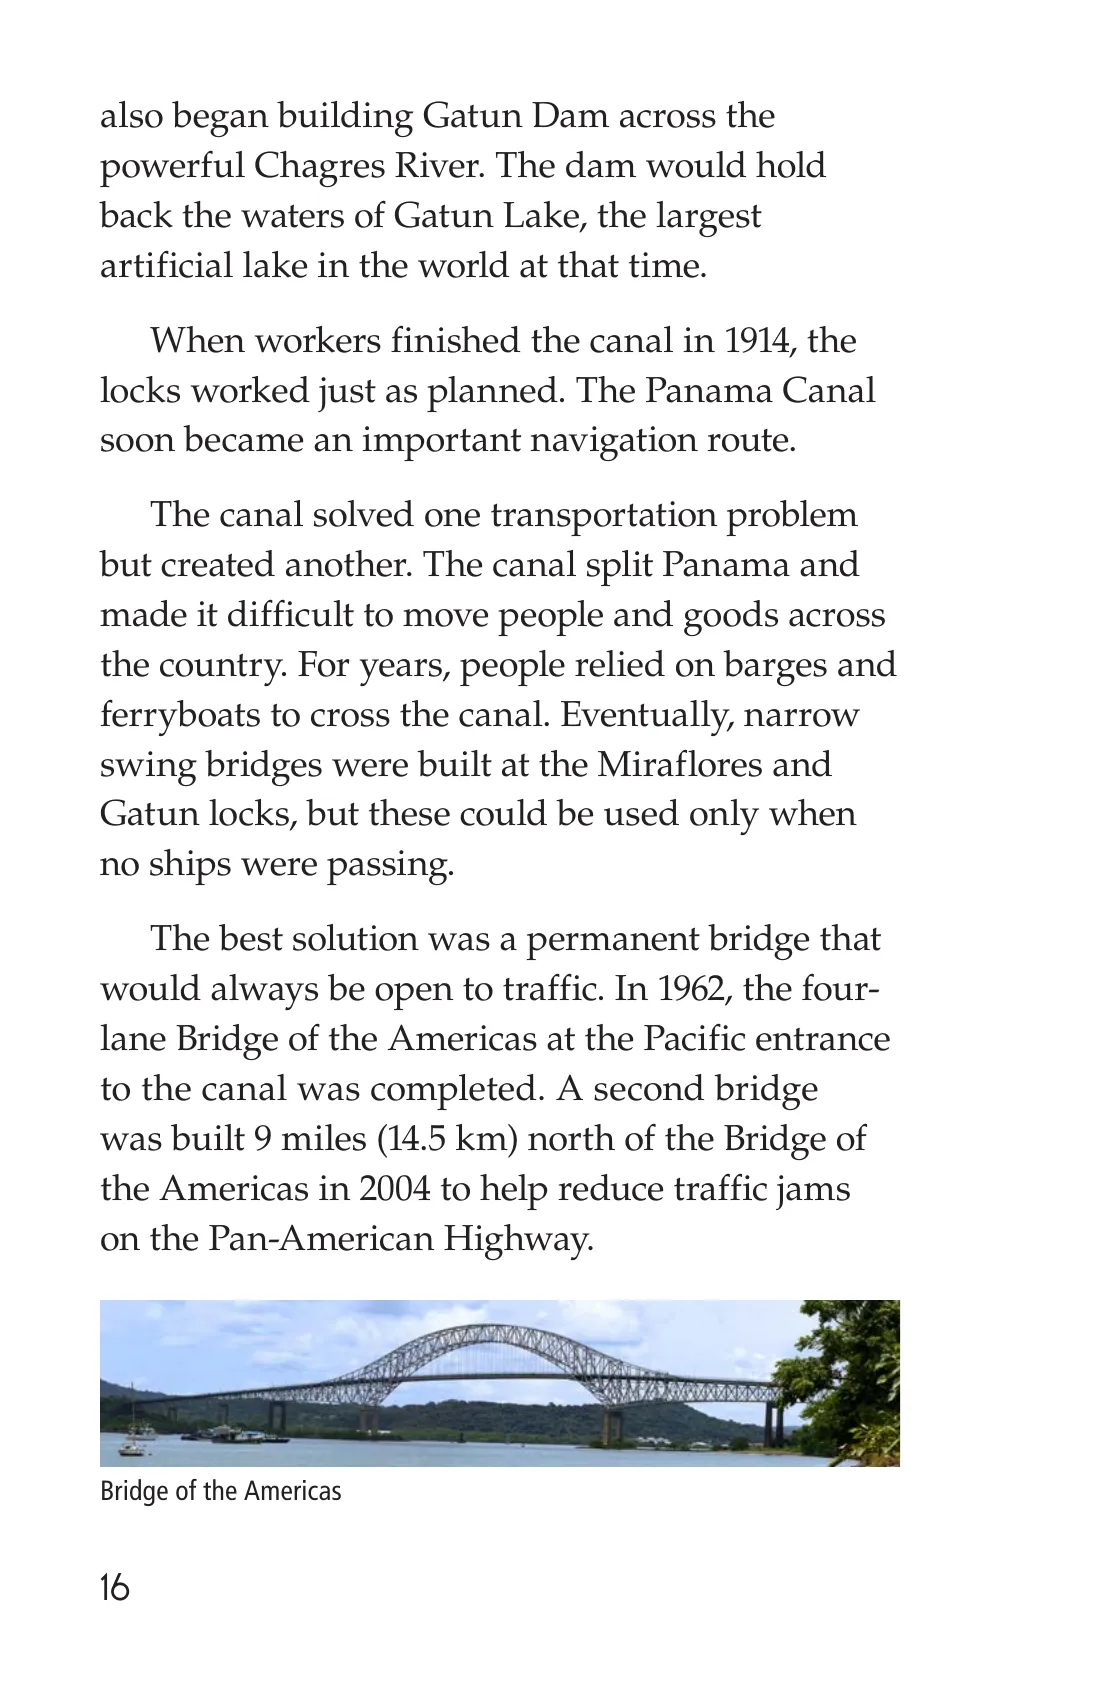 also began building Gatun Dam across the
powerful Chagres River. The dam would hold
back the waters of Gatun Lake, the largest
artificial lake in the world at that time.
When workers finished the canal in 1914, the
locks worked just as planned. The Panama Canal
soon became an important navigation route.
The canal solved one transportation problem
but created another. The canal split Panama and
made it difficult to move people and goods across
the country. For years, people relied on barges and
ferryboats to cross the canal. Eventually, narrow
swing bridges were built at the Miraflores and
Gatun locks, but these could be used only when
no ships were passing.
The best solution was a permanent bridge that
would always be open to traffic. In 1962, the four-
lane Bridge of the Americas at the Pacific entrance
to the canal was completed. A second bridge
was built 9 miles (14.5 km) north of the Bridge of
the Americas in 2004 to help reduce traffic jams
on the Pan-American Highway.
Bridge of the Americas
16